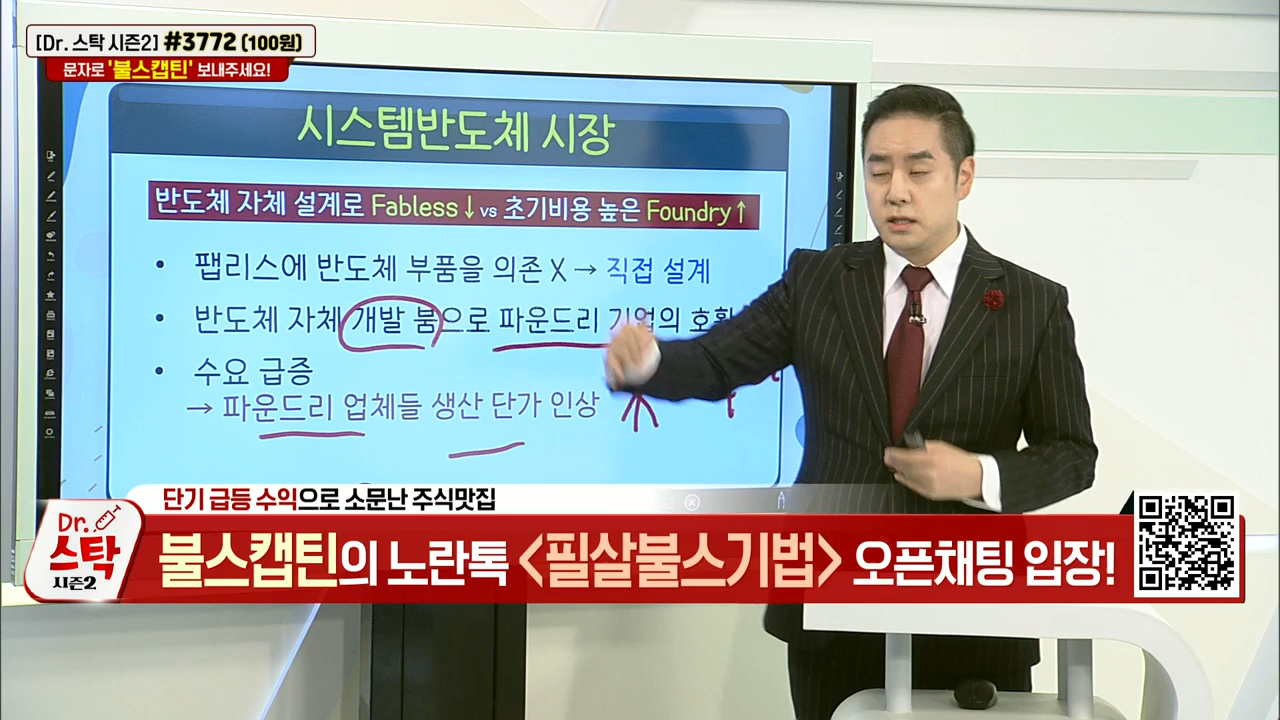 [Dr. 스탁 시즌2] #3772 (100원)
문자로 '불스캡틴' 보내주세요!
시스템반도체 시장
반도체 자체 설계로 Fabless↓ vs 초기비용 높은 Foundry↑
• 팹리스에 반도체 부품을 의존 X → 직접 설계
• 반도체 자체 개발 붐으로 파운드리 기업의 호황
• 수요 급증
→ 파운드리 업체들 생산 단가 인상
단기 급등 수익으로 소문난 주식맛집
Dr.
스탁
시즌2
불스캡틴의 노란톡 <필살불스기법> 오픈채팅 입장!